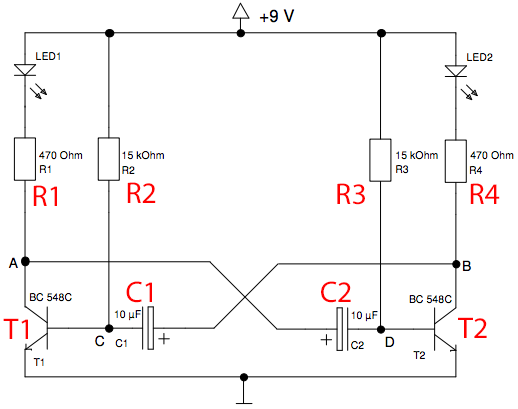 +9 V
LED1
LED2
470 Ohm
R1
R1
15 kOhm
R2
R2
15 kOhm
R3
R3
470 Ohm
R4
R4
A
B
BC 548C
T1
T1
C
C1
10 µF
C1
+
C2
10 µF
C2
+
D
BC 548C
T2
T2